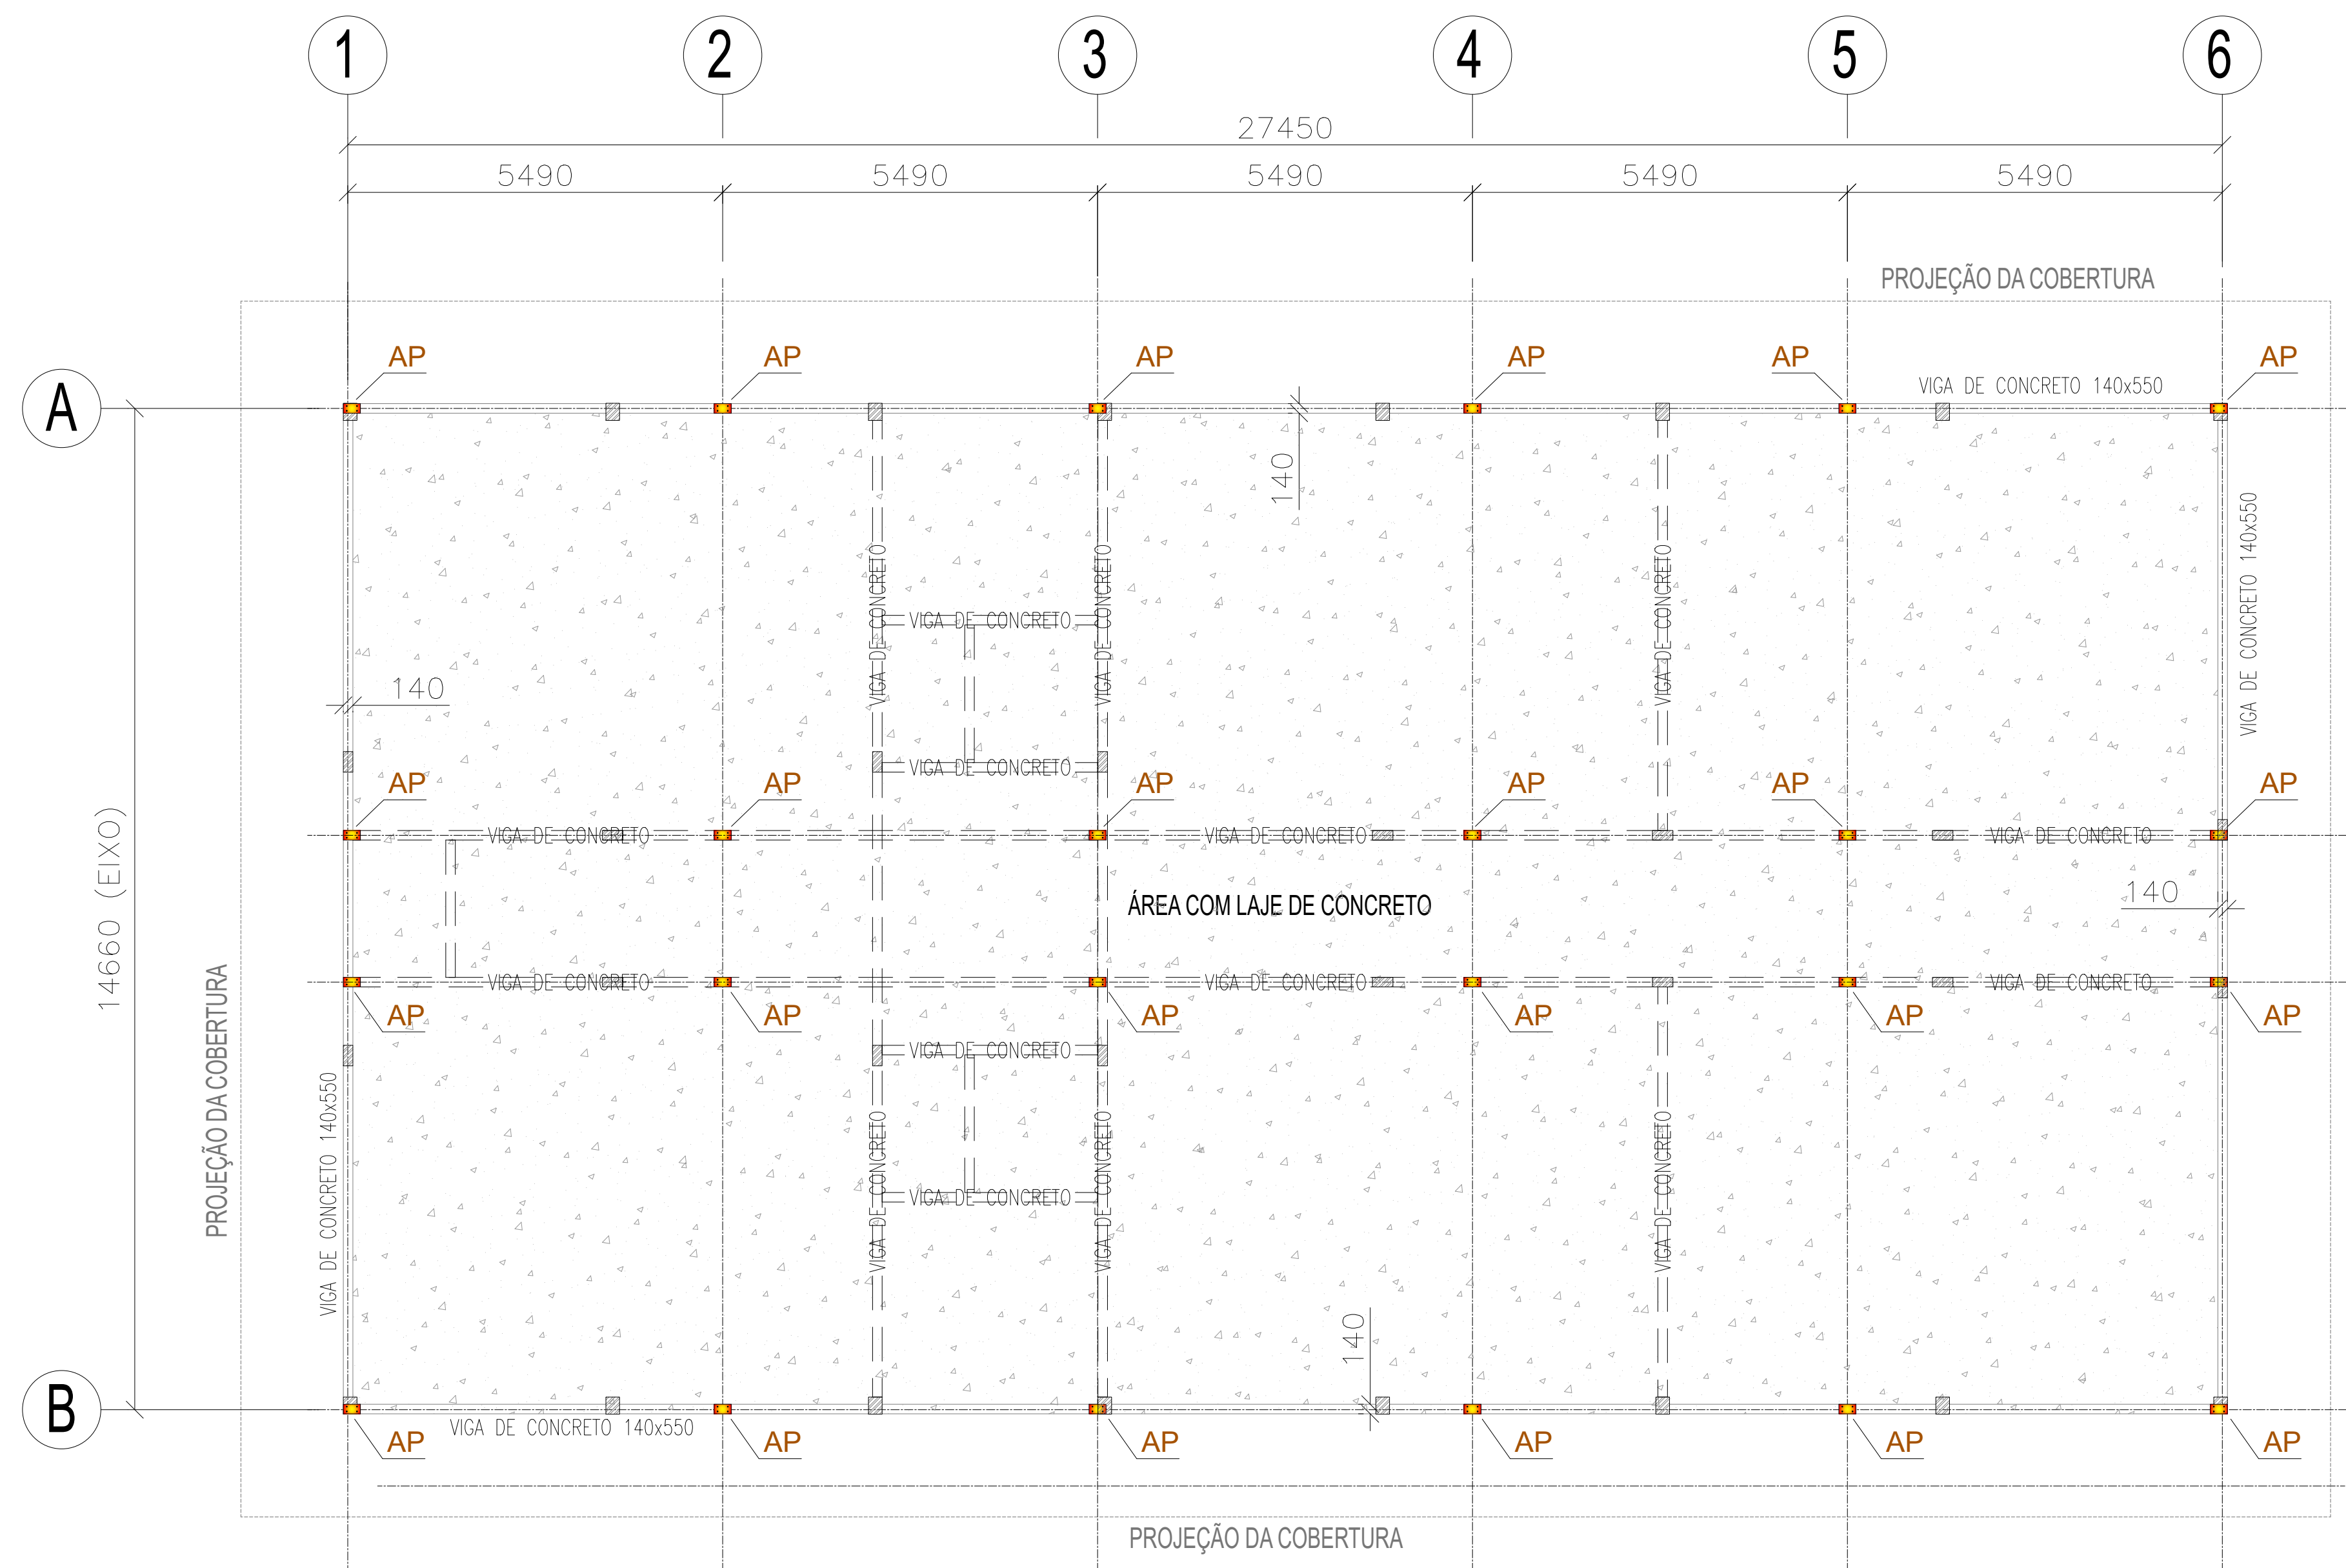 1 2 3 4 5 6
27450
5490 5490 5490 5490 5490
PROJEÇÃO DA COBERTURA
AP AP AP AP AP AP
VIGA DE CONCRETO 140x550
A
140
VIGA DE CONCRETO 140x550
VIGA DE CONCRETO
VIGA DE CONCRETO
VIGA DE CONCRETO
VIGA DE CONCRETO
140
VIGA DE CONCRETO
AP AP AP AP AP AP
VIGA DE CONCRETO VIGA DE CONCRETO VIGA DE CONCRETO
14660 (EIXO)
140
ÁREA COM LAJE DE CONCRETO
VIGA DE CONCRETO VIGA DE CONCRETO VIGA DE CONCRETO
AP AP AP AP AP AP
PROJEÇÃO DA COBERTURA
VIGA DE CONCRETO
VIGA DE CONCRETO 140x550
VIGA DE CONCRETO
VIGA DE CONCRETO
VIGA DE CONCRETO
VIGA DE CONCRETO
140
B
VIGA DE CONCRETO 140x550
AP AP AP AP AP AP
PROJEÇÃO DA COBERTURA